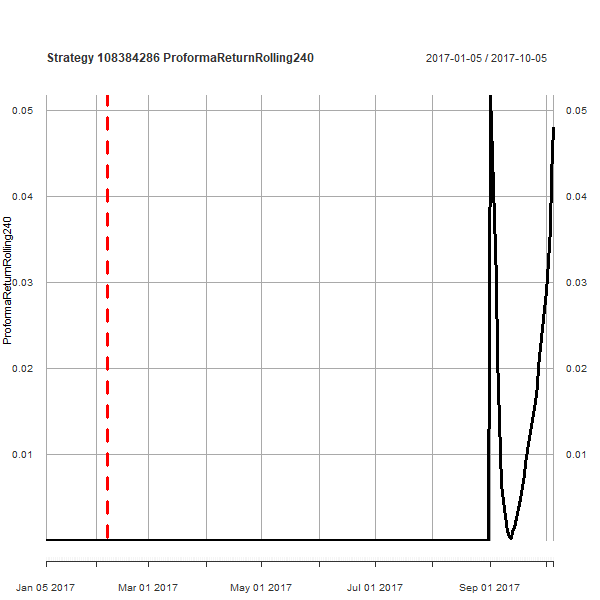 Strategy 108384286 ProformaReturnRolling240
2017-01-05 / 2017-10-05
ProformaReturnRolling240
0.05
0.04
0.03
0.02
0.01
0.05
0.04
0.03
0.02
0.01
Jan 05 2017
Mar 01 2017
May 01 2017
Jul 01 2017
Sep 01 2017